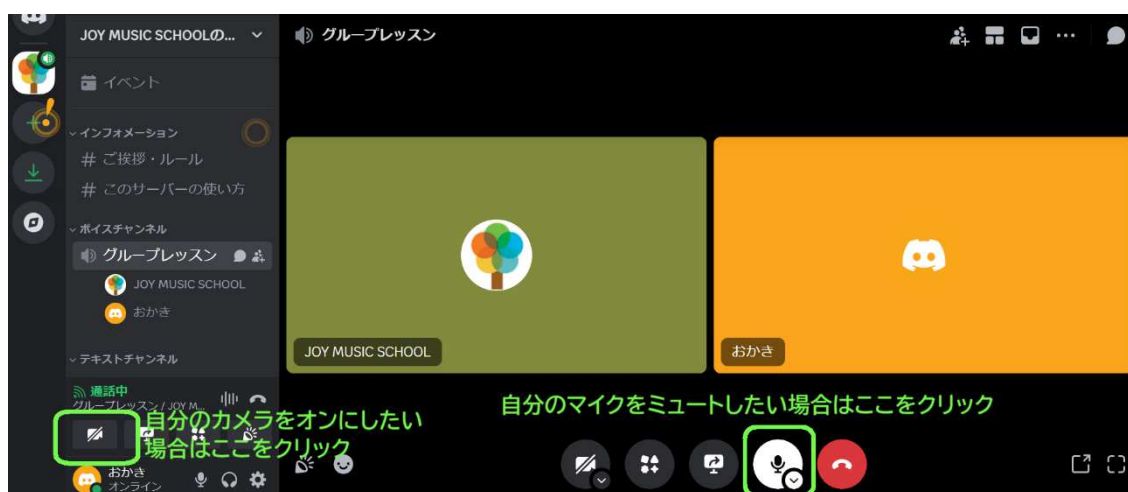 JOY MUSIC SCHOOLの...
イベント
インフォメーション
# ご挨拶・ルール
# このサーバーの使い方
ボイスチャンネル
グループレッスン
JOY MUSIC SCHOOL
おかき
テキストチャンネル
通話中
グループレッスン / JOY M...
自分のカメラをオンにしたい
場合はここをクリック
おかき
オンライン
グループレッスン
JOY MUSIC SCHOOL
おかき
自分のマイクをミュートしたい場合はここをクリック